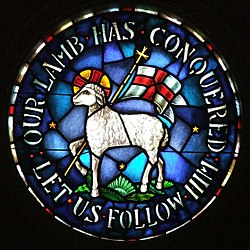 OUR · LAMB · HAS · CONQUERED
LET · US · FOLLOW · HIM